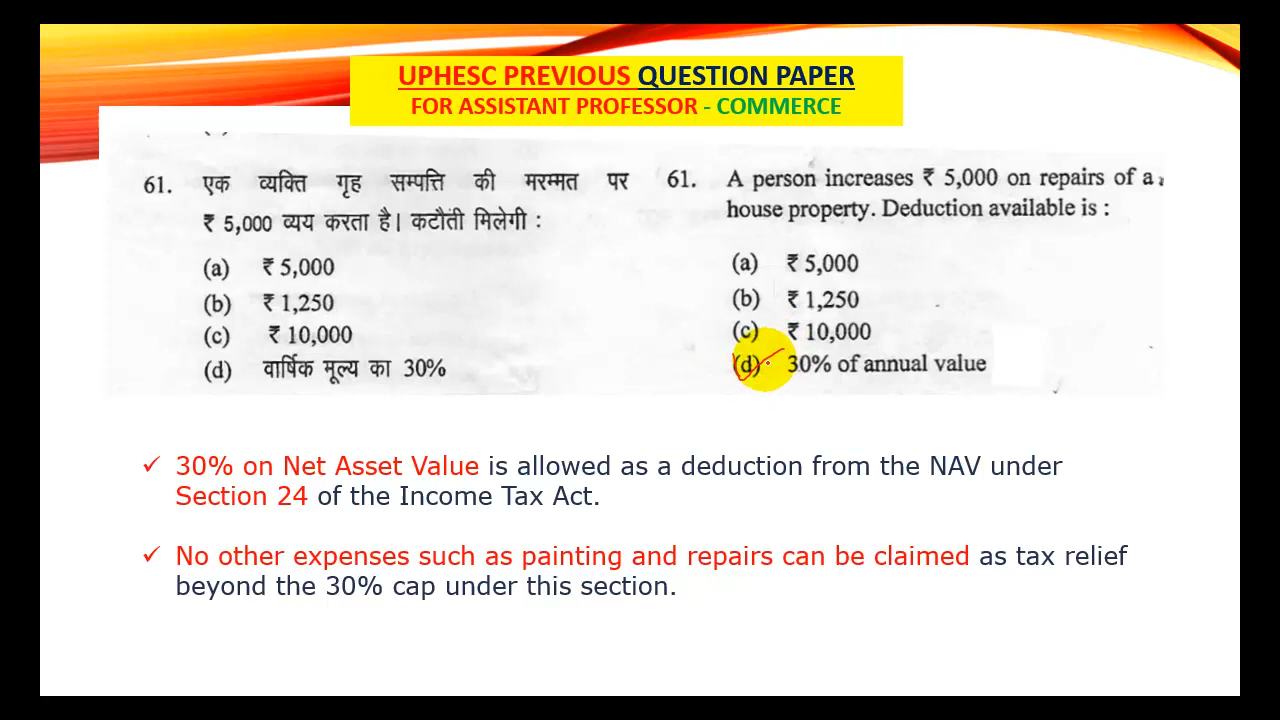 UPHESC PREVIOUS QUESTION PAPER
FOR ASSISTANT PROFESSOR - COMMERCE
61. एक व्यक्ति गृह सम्पत्ति की मरम्मत पर
₹ 5,000 व्यय करता है। कटौती मिलेगी :
(a) ₹ 5,000
(b) ₹ 1,250
(c) ₹ 10,000
(d) वार्षिक मूल्य का 30%
61. A person increases ₹ 5,000 on repairs of a
house property. Deduction available is :
(a) ₹ 5,000
(b) ₹ 1,250
(c) ₹ 10,000
(d) 30% of annual value
✓ 30% on Net Asset Value is allowed as a deduction from the NAV under
Section 24 of the Income Tax Act.
✓ No other expenses such as painting and repairs can be claimed as tax relief
beyond the 30% cap under this section.